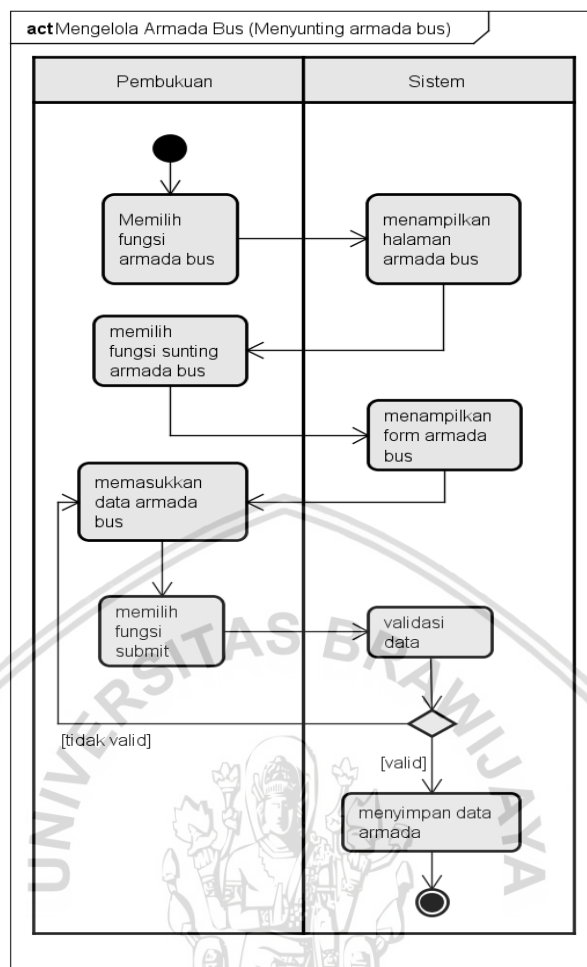 act Mengelola Armada Bus (Menyunting armada bus)
Pembukuan
Sistem
Memilih
fungsi
armada bus
menampilkan
halaman
armada bus
memilih
fungsi sunting
armada bus
menampilkan
form armada
bus
memasukkan
data armada
bus
memilih
fungsi
submit
validasi
data
[tidak valid]
[valid]
menyimpan data
armada
UNIVERSITAS BRAWIJAYA